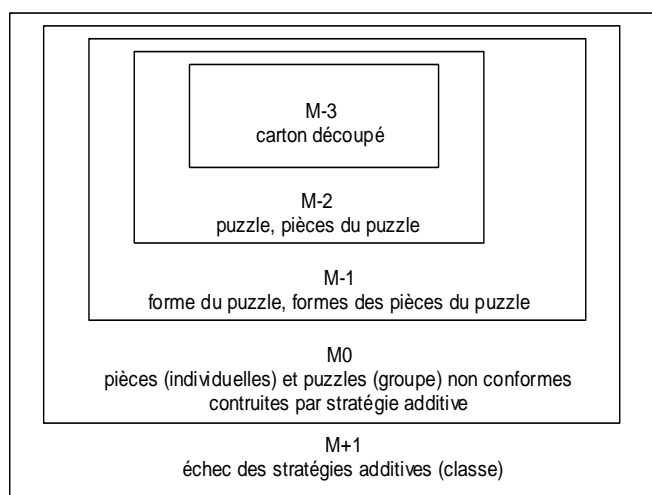 M-3
carton découpé
M-2
puzzle, pièces du puzzle
M-1
forme du puzzle, formes des pièces du puzzle
M0
pièces (individuelles) et puzzles (groupe) non conformes
contruites par stratégie additive
M+1
échec des stratégies additives (classe)